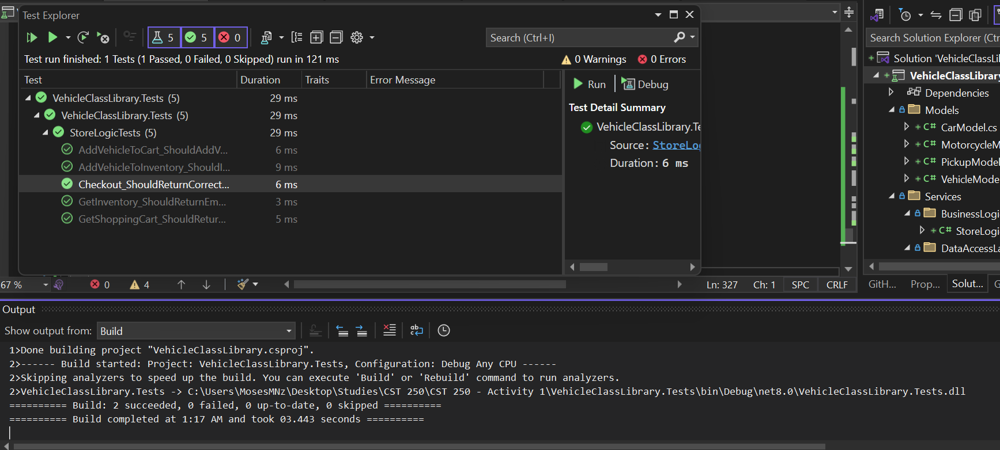 Test Explorer
5 5 0
Search (Ctrl+I)
Test run finished: 1 Tests (1 Passed, 0 Failed, 0 Skipped) run in 121 ms
0 Warnings 0 Errors
Test Duration Traits Error Message
VehicleClassLibrary.Tests (5) 29 ms
VehicleClassLibrary.Tests (5) 29 ms
StoreLogicTests (5) 29 ms
AddVehicleToCart_ShouldAddV... 6 ms
AddVehicleToInventory_ShouldI... 9 ms
Checkout_ShouldReturnCorrect... 6 ms
GetInventory_ShouldReturnEm... 3 ms
GetShoppingCart_ShouldRetur... 5 ms
Run Debug
Test Detail Summary
VehicleClassLibrary.Te
Source: StoreLog
Duration: 6 ms
Search Solution Explorer (Ctr
Solution 'VehicleClassLi
VehicleClassLibrary
Dependencies
Models
C# CarModel.cs
C# MotorcycleM
C# PickupModel
C# VehicleMode
Services
BusinessLogi
C# StoreLogi
DataAccessLa
67 % 0 4 Ln: 327 Ch: 1 SPC CRLF
GitH... Prop... Solut... G
Output
Show output from: Build
1>Done building project "VehicleClassLibrary.csproj".
2>------ Build started: Project: VehicleClassLibrary.Tests, Configuration: Debug Any CPU ------
2>Skipping analyzers to speed up the build. You can execute 'Build' or 'Rebuild' command to run analyzers.
2>VehicleClassLibrary.Tests -> C:\Users\MosesMNz\Desktop\Studies\CST 250\CST 250 - Activity 1\VehicleClassLibrary.Tests\bin\Debug\net8.0\VehicleClassLibrary.Tests.dll
========== Build: 2 succeeded, 0 failed, 0 up-to-date, 0 skipped ==========
========== Build completed at 1:17 AM and took 03.443 seconds ==========